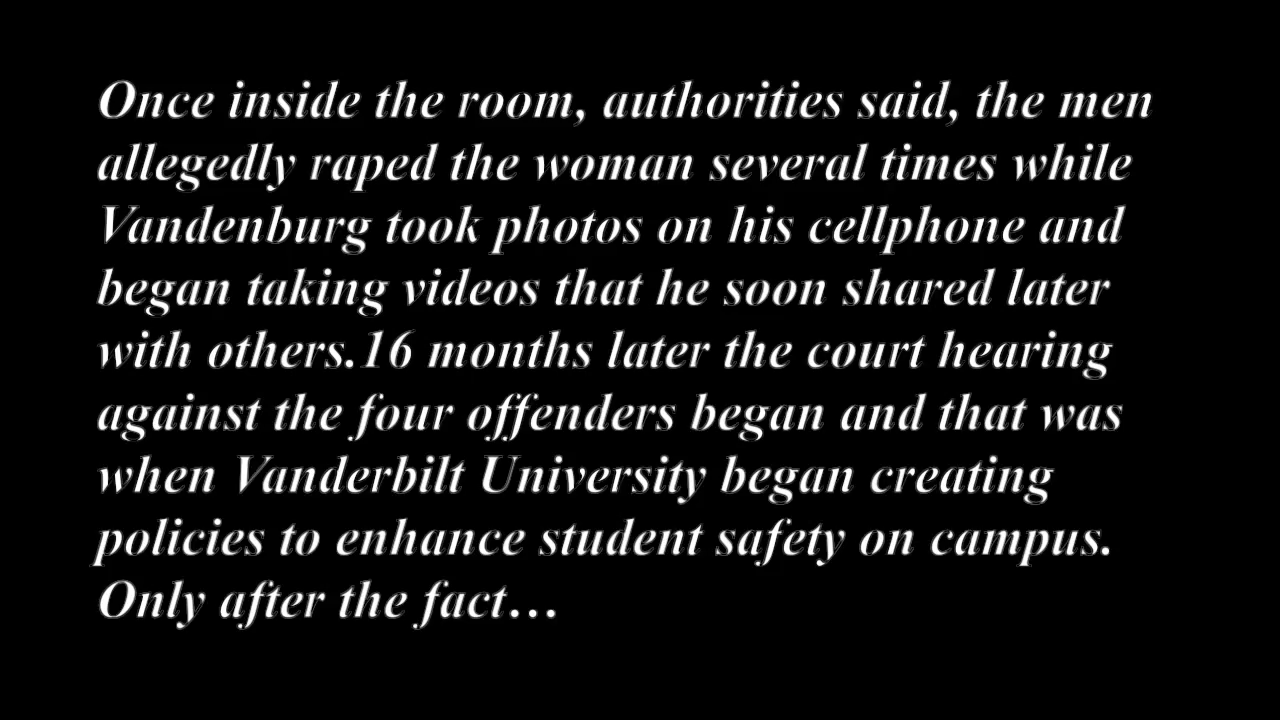 Once inside the room, authorities said, the men
allegedly raped the woman several times while
Vandenburg took photos on his cellphone and
began taking videos that he soon shared later
with others.16 months later the court hearing
against the four offenders began and that was
when Vanderbilt University began creating
policies to enhance student safety on campus.
Only after the fact…